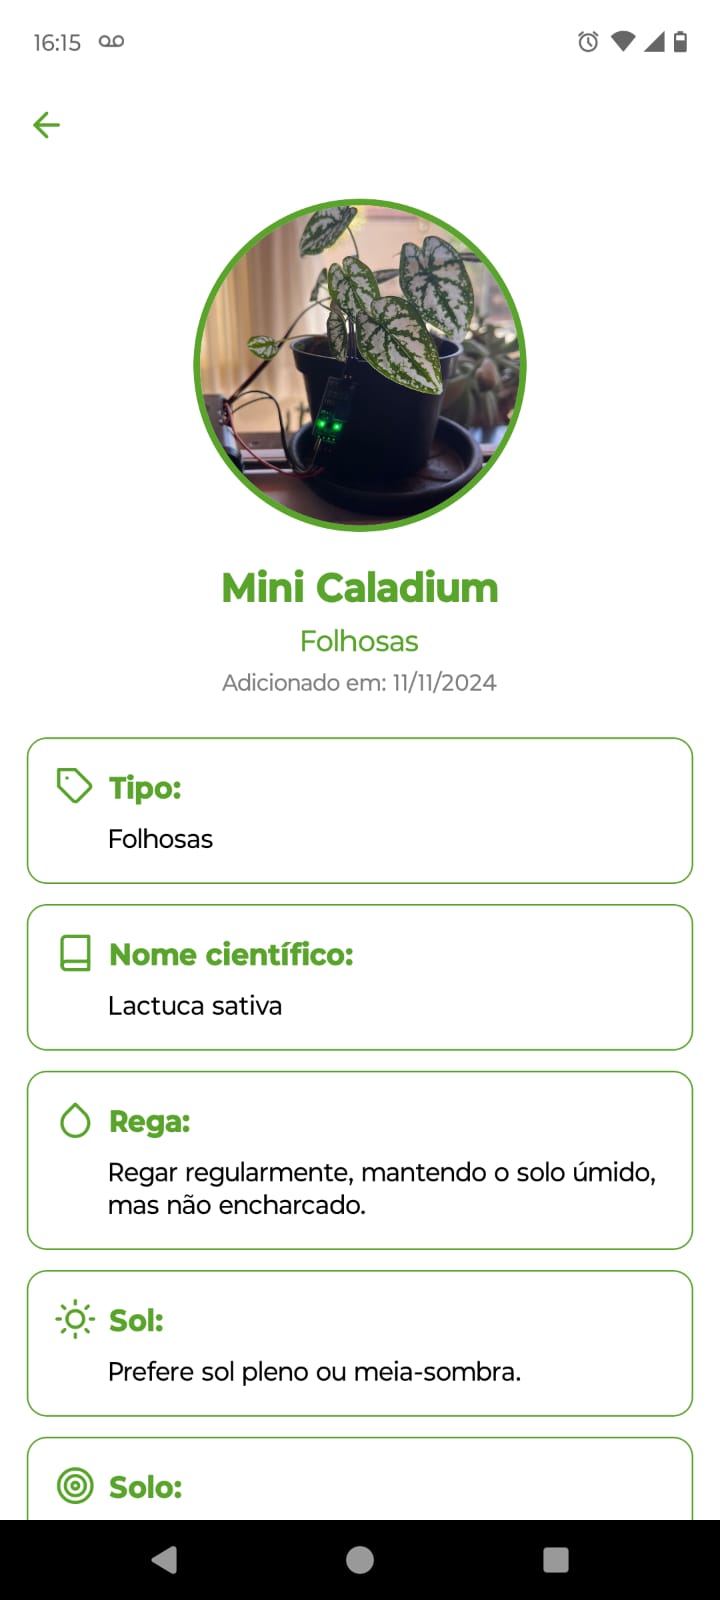 16:15
Mini Caladium
Folhosas
Adicionado em: 11/11/2024
Tipo:
Folhosas
Nome científico:
Lactuca sativa
Rega:
Regar regularmente, mantendo o solo úmido,
mas não encharcado.
Sol:
Prefere sol pleno ou meia-sombra.
Solo: